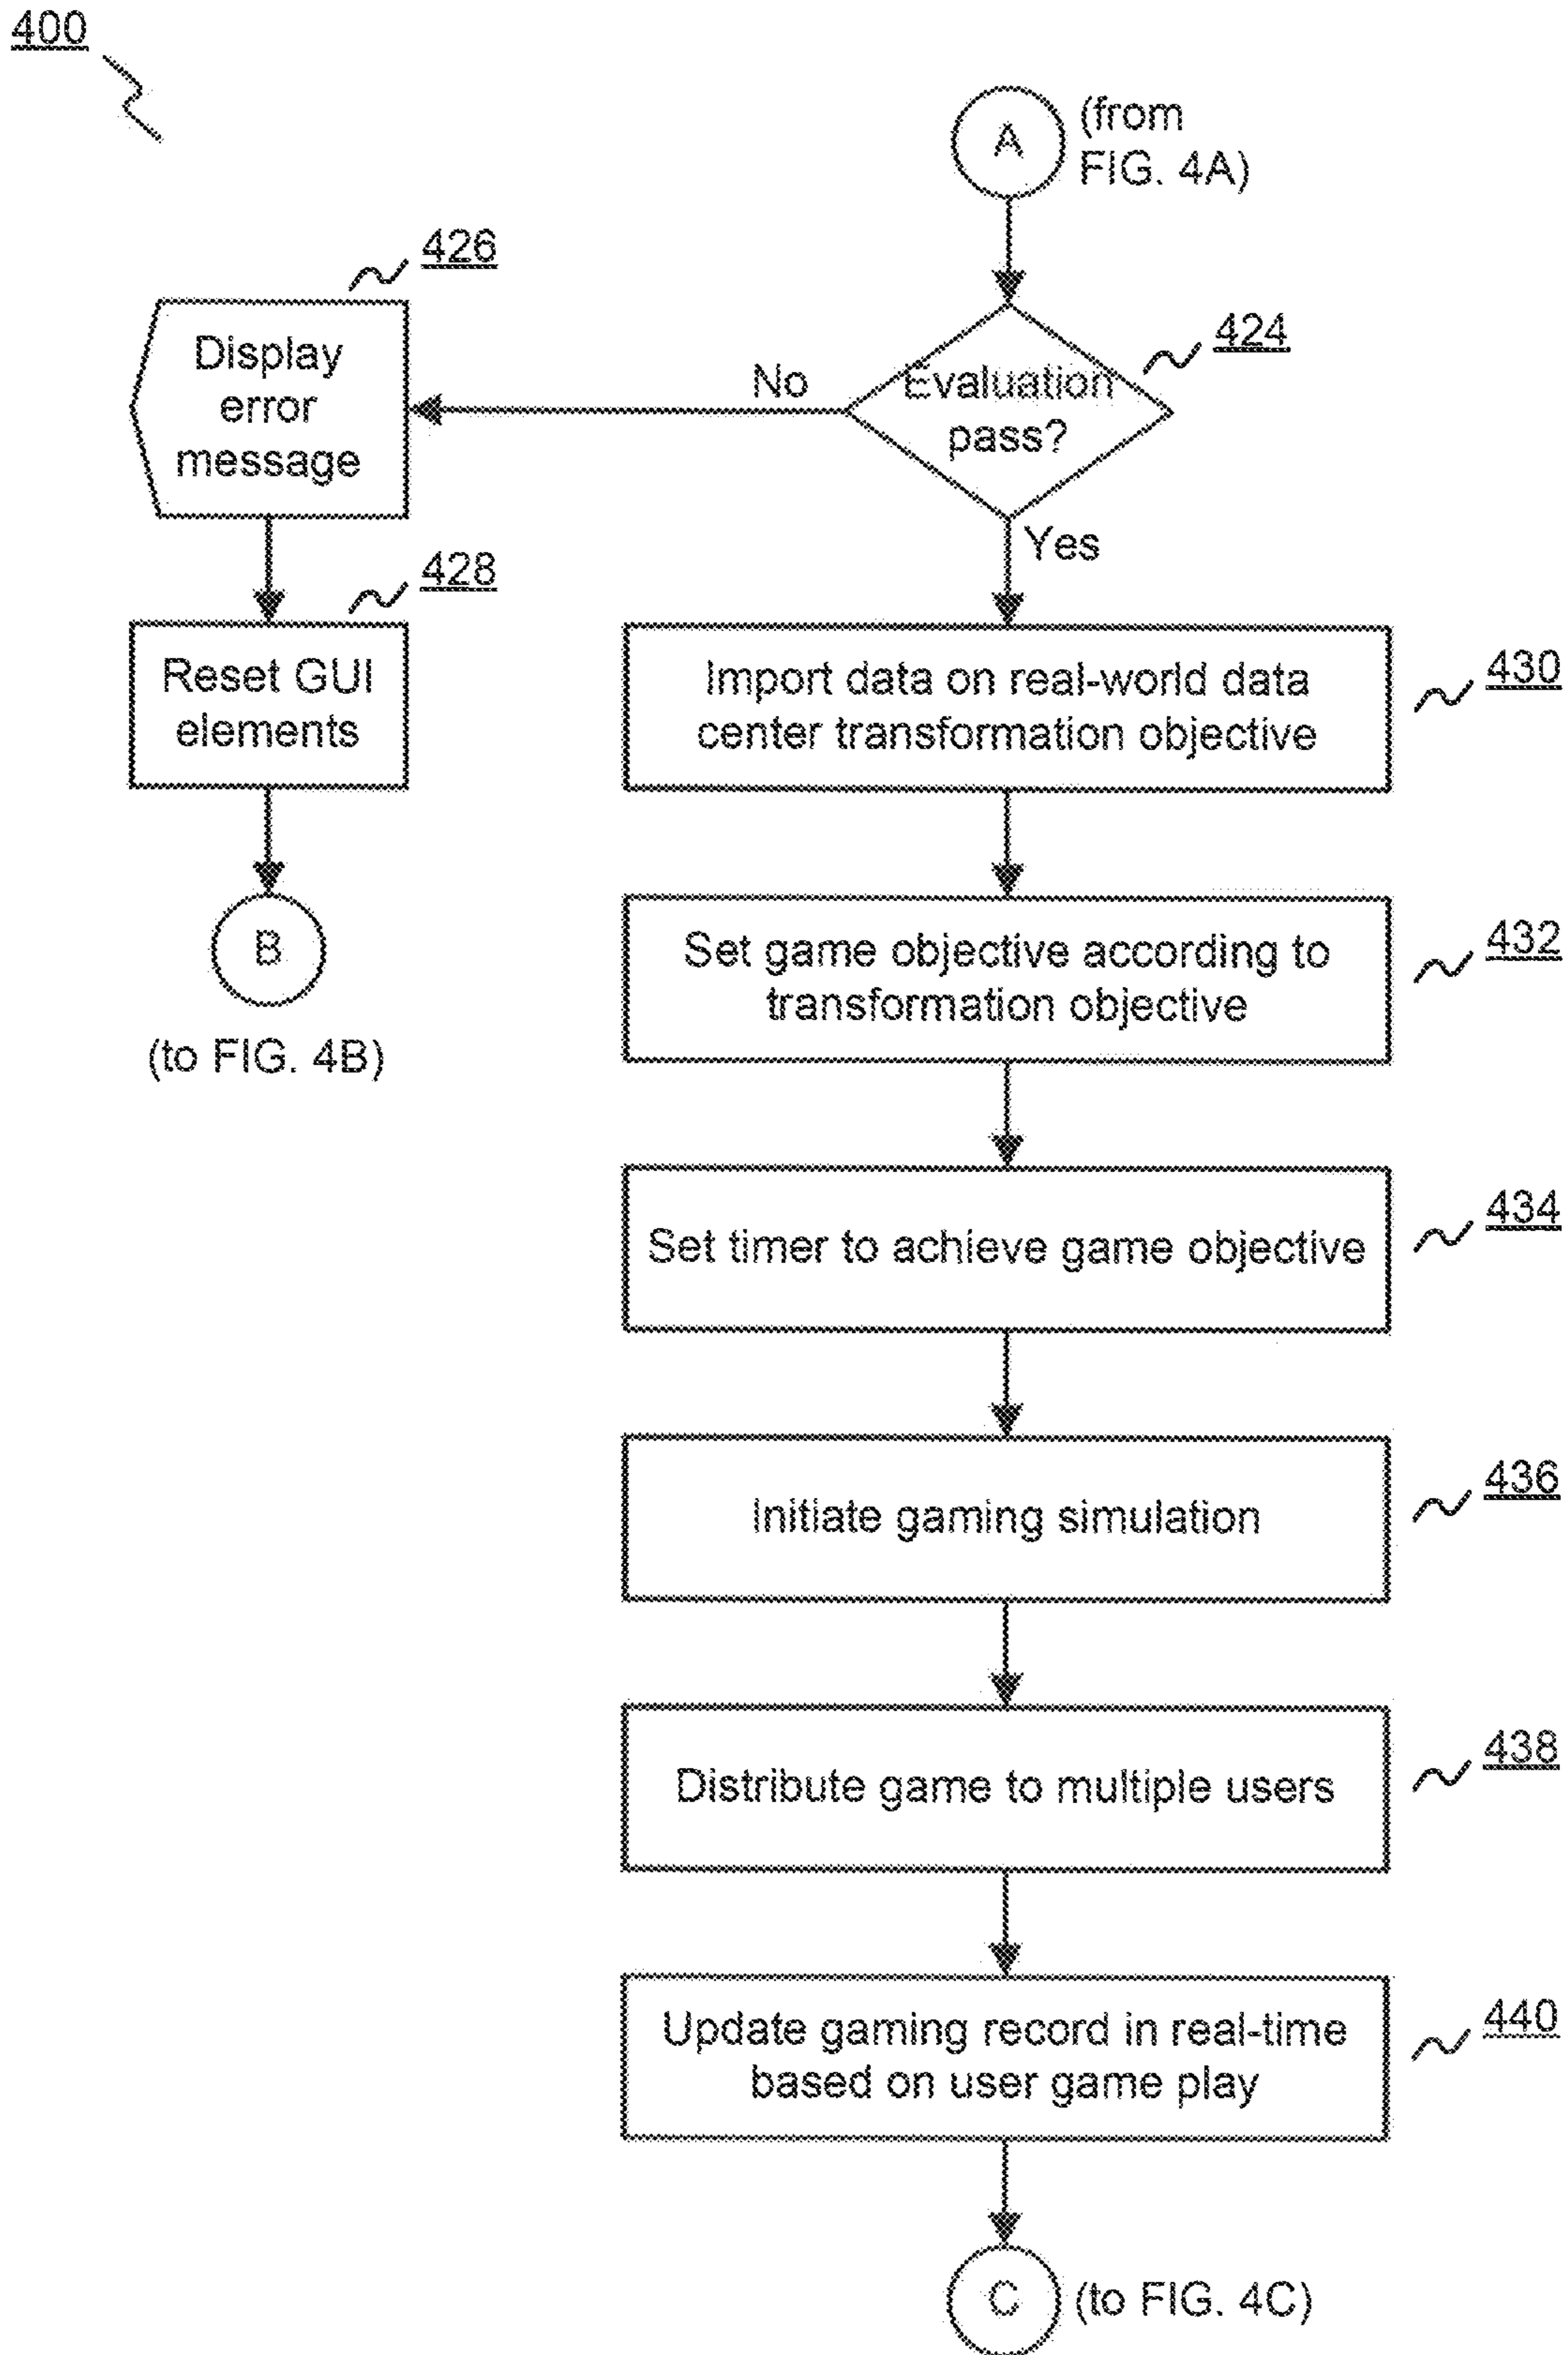 400
A
(from
FIG. 4A)
426
424
Display
error
message
No
Evaluation
pass?
Yes
428
Reset GUI
elements
430
Import data on real-world data
center transformation objective
B
(to FIG. 4B)
432
Set game objective according to
transformation objective
434
Set timer to achieve game objective
436
Initiate gaming simulation
438
Distribute game to multiple users
440
Update gaming record in real-time
based on user game play
C
(to FIG. 4C)